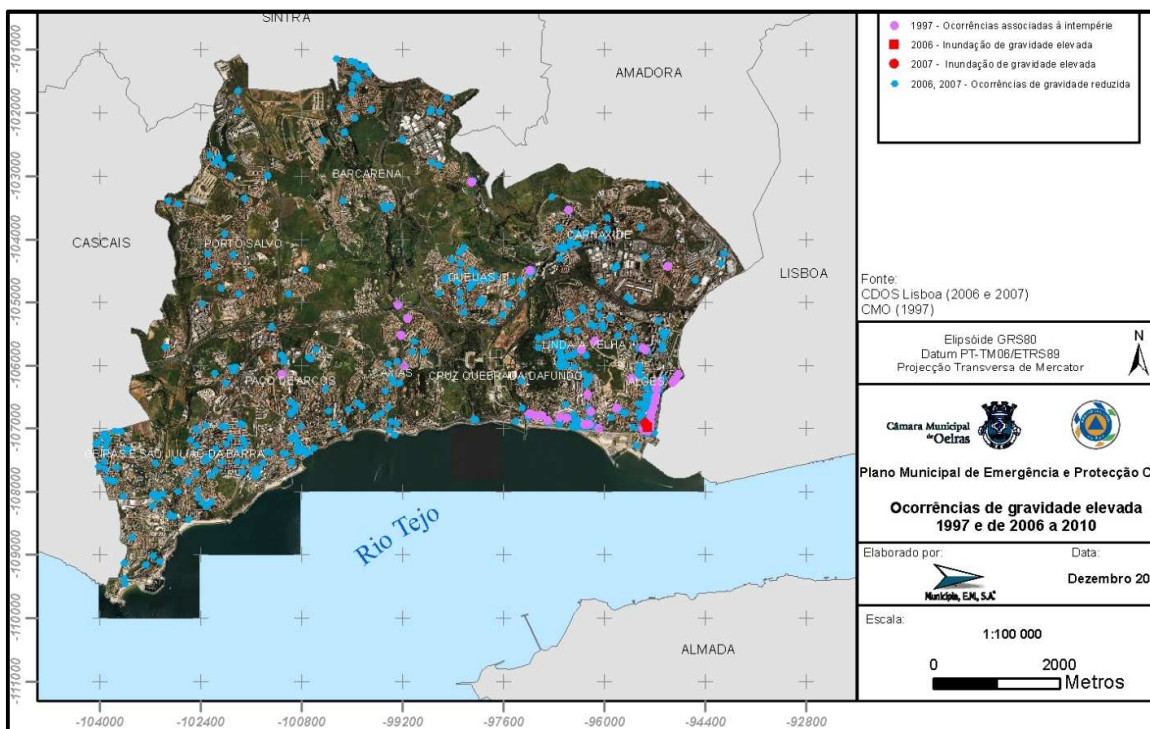 SINTRA
AMADORA
BARCARENA
CASCAIS
PORTO SALVO
CARNAXIDE
LISBOA
QUEIJAS
LINDA A VELHA
PAÇO DE ARCOS
CAXIAS
CRUZ QUEBRADA DAFUNDO
ALGÉS
OEIRAS E SÃO JULIÃO DA BARRA
Rio Tejo
ALMADA
-101000
-102000
-103000
-104000
-105000
-106000
-107000
-108000
-109000
-110000
-111000
-104000
-102400
-100800
-99200
-97600
-96000
-94400
-92800
1997 - Ocorrências associadas à intempérie
2006 - Inundação de gravidade elevada
2007 - Inundação de gravidade elevada
2006, 2007 - Ocorrências de gravidade reduzida
Fonte:
CDOS Lisboa (2006 e 2007)
CMO (1997)
Elipsóide GRS80
Datum PT-TM06/ETRS89
Projecção Transversa de Mercator
N
Câmara Municipal
de Oeiras
Plano Municipal de Emergência e Protecção C
Ocorrências de gravidade elevada
1997 e de 2006 a 2010
Elaborado por:
Data:
Municípia, E.M., S.A.
Dezembro 20
Escala:
1:100 000
0 2000
Metros